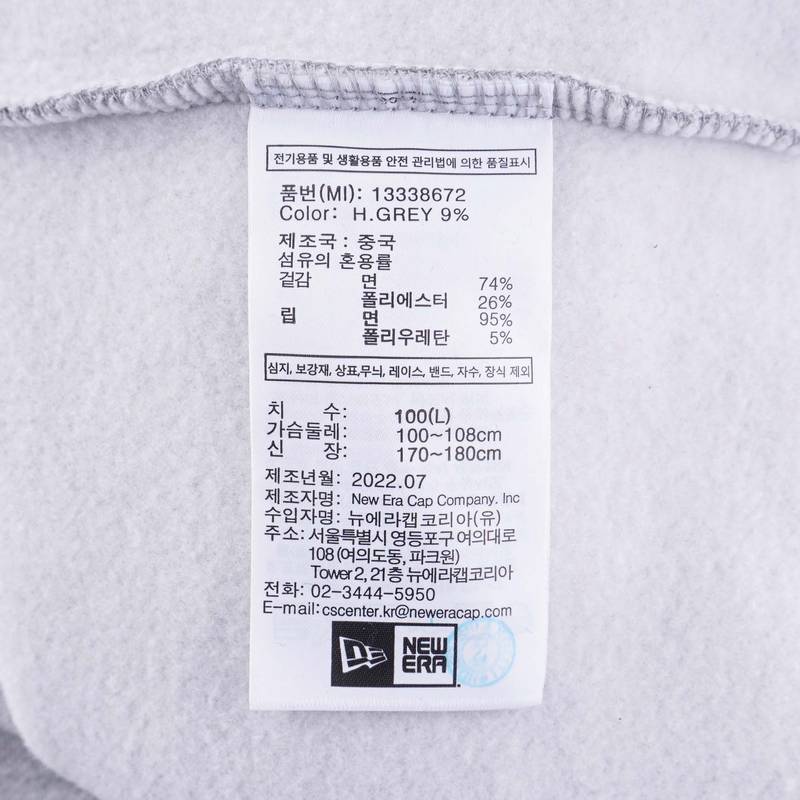 전기용품 및 생활용품 안전 관리법에 의한 품질표시
품번(MI): 13338672
Color: H.GREY 9%
제조국 : 중국
섬유의 혼용률
겉감 면 74%
폴리에스터 26%
립 면 95%
폴리우레탄 5%
심지, 보강재, 상표,무늬, 레이스, 밴드, 자수, 장식 제외
치 수: 100(L)
가슴둘레: 100~108cm
신 장: 170~180cm
제조년월: 2022.07
제조자명: New Era Cap Company. Inc
수입자명: 뉴에라캡코리아(유)
주소: 서울특별시 영등포구 여의대로
108 (여의도동, 파크원)
Tower 2, 21층 뉴에라캡코리아
전화: 02-3444-5950
E-mail: cscenter.kr@neweracap.com
NEW
ERA